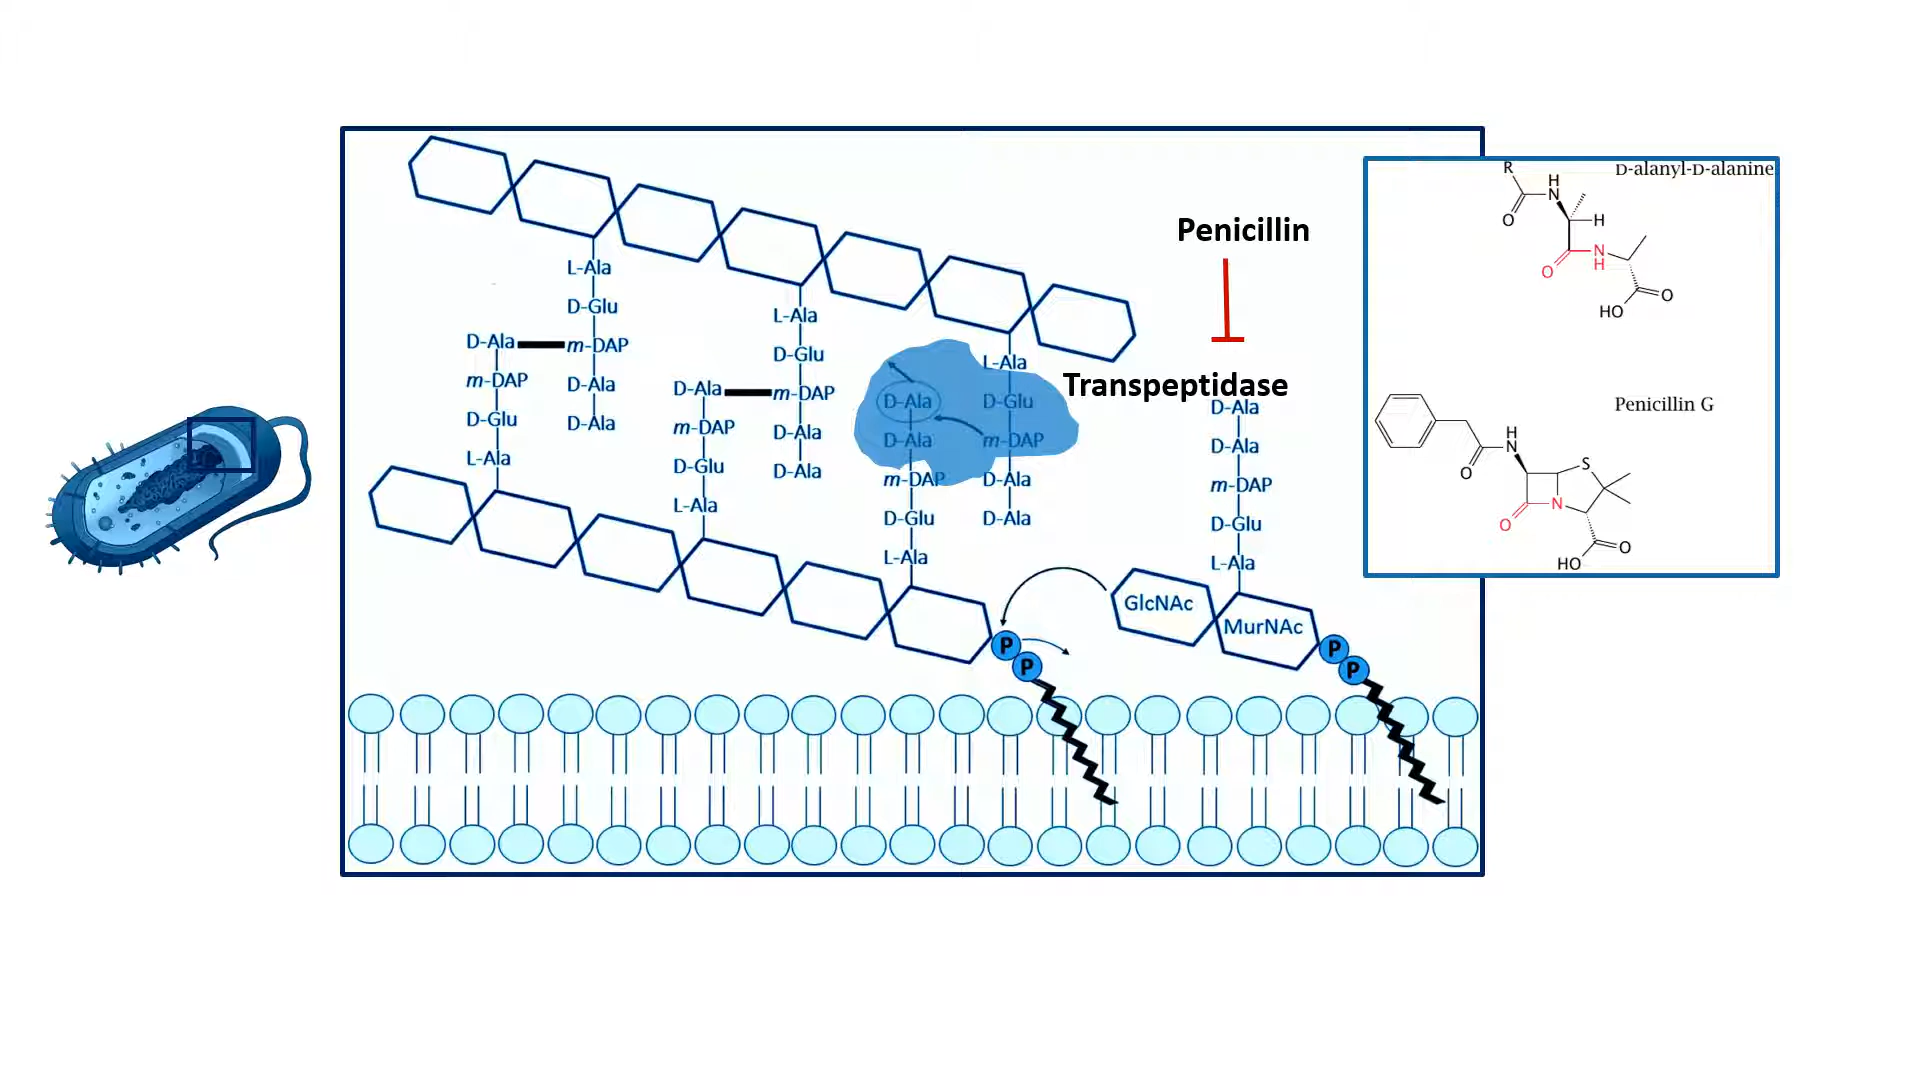 Penicillin
Transpeptidase
L-Ala
D-Glu
m-DAP
D-Ala
D-Ala
D-Ala
m-DAP
D-Glu
L-Ala
L-Ala
D-Glu
m-DAP
D-Ala
D-Ala
D-Ala
m-DAP
D-Glu
L-Ala
L-Ala
D-Glu
m-DAP
D-Ala
D-Ala
D-Ala
D-Ala
m-DAP
D-Glu
L-Ala
D-Ala
D-Ala
m-DAP
D-Glu
L-Ala
GlcNAc
MurNAc
P
P
P
P
D-alanyl-D-alanine
R
O
H
N
H
O
N
H
O
HO
Penicillin G
H
N
O
S
N
O
O
HO